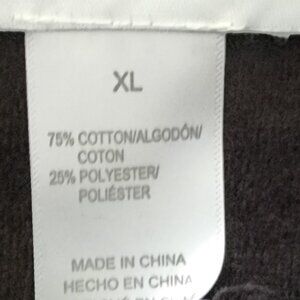 XL
75% COTTON/ALGODÓN/
COTON
25% POLYESTER/
POLIÉSTER
MADE IN CHINA
HECHO EN CHINA